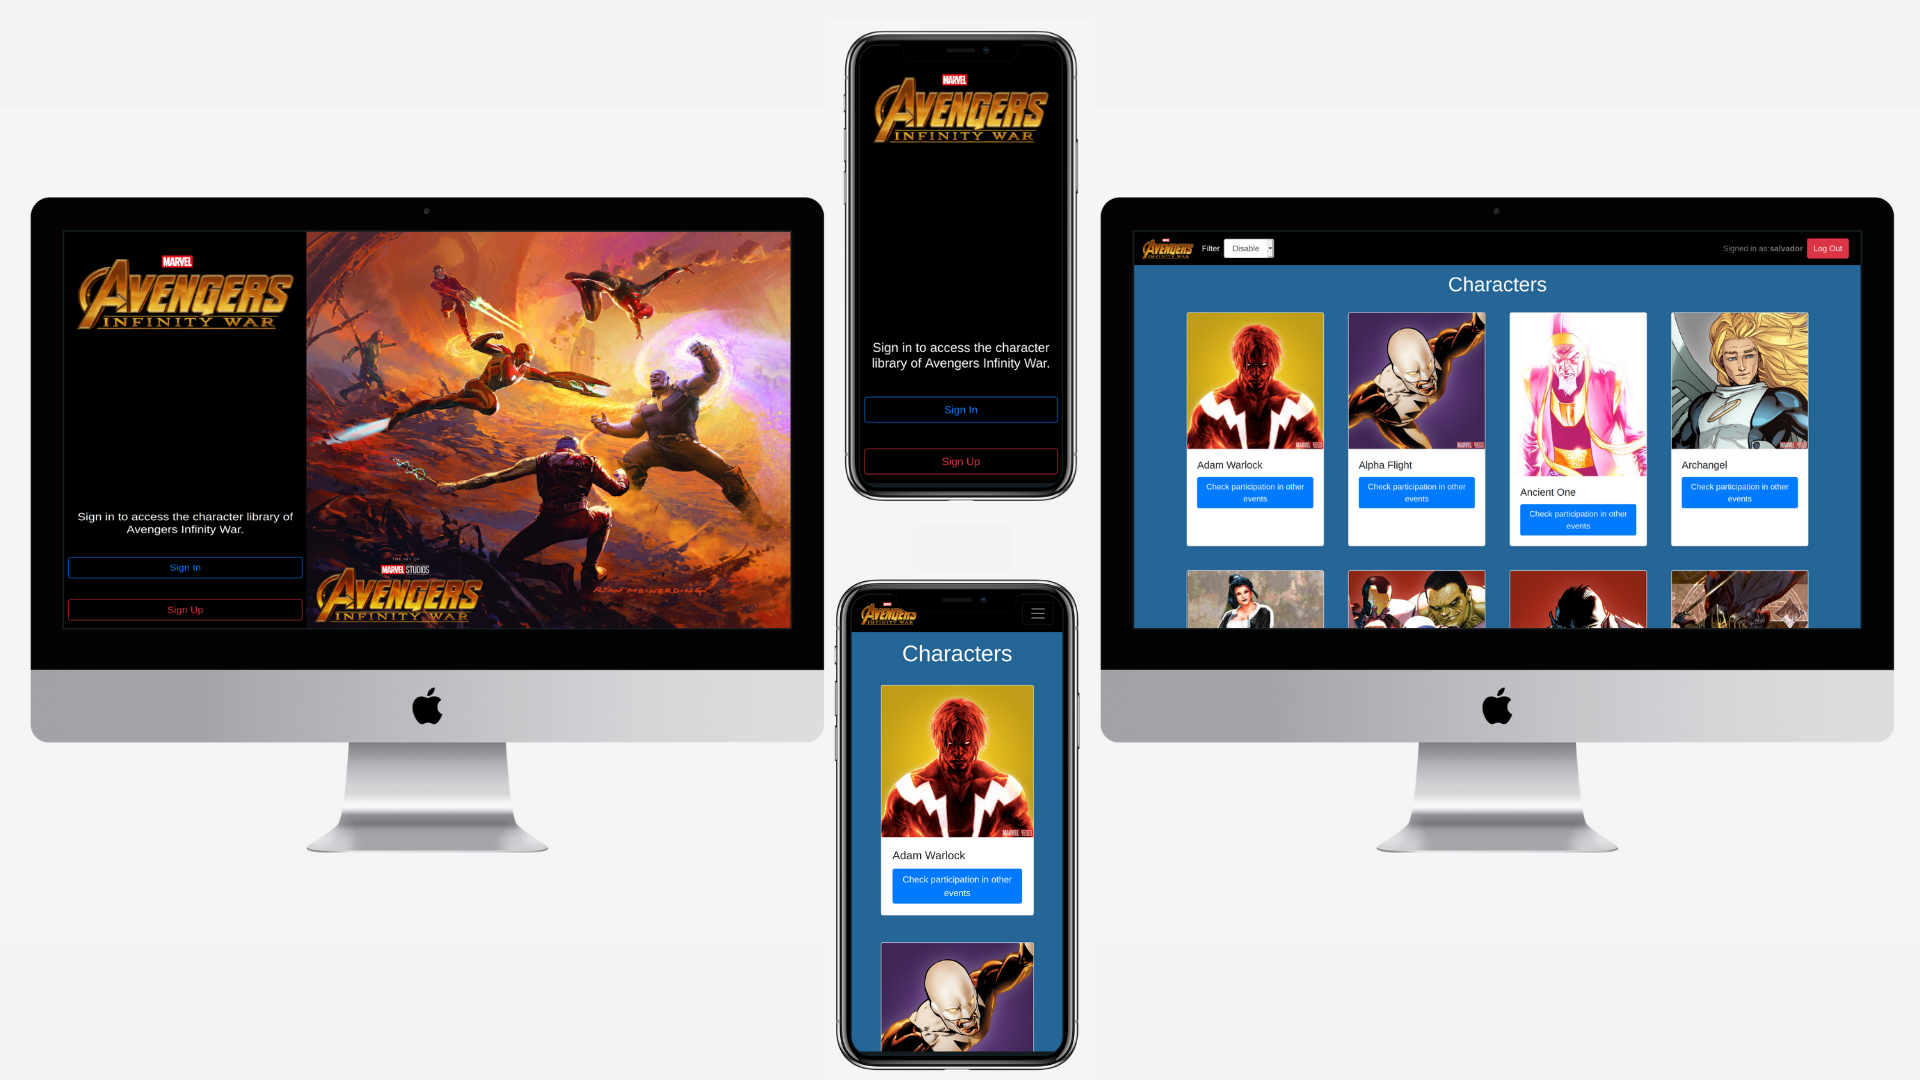 MARVEL
AVENGERS
INFINITY WAR
Sign in to access the character library of
Avengers Infinity War.
Sign In
Sign Up
THE ART OF
MARVEL STUDIOS
AVENGERS
INFINITY WAR
RYAN MEINERDING
MARVEL
AVENGERS
INFINITY WAR
Sign in to access the character
library of Avengers Infinity War.
Sign In
Sign Up
AVENGERS
INFINITY WAR
Characters
Adam Warlock
Check participation in other
events
AVENGERS
INFINITY WAR
Filter
Disable
Signed in as:salvador
Log Out
Characters
Adam Warlock
Check participation in other
events
Alpha Flight
Check participation in other
events
Ancient One
Check participation in other
events
Archangel
Check participation in other
events